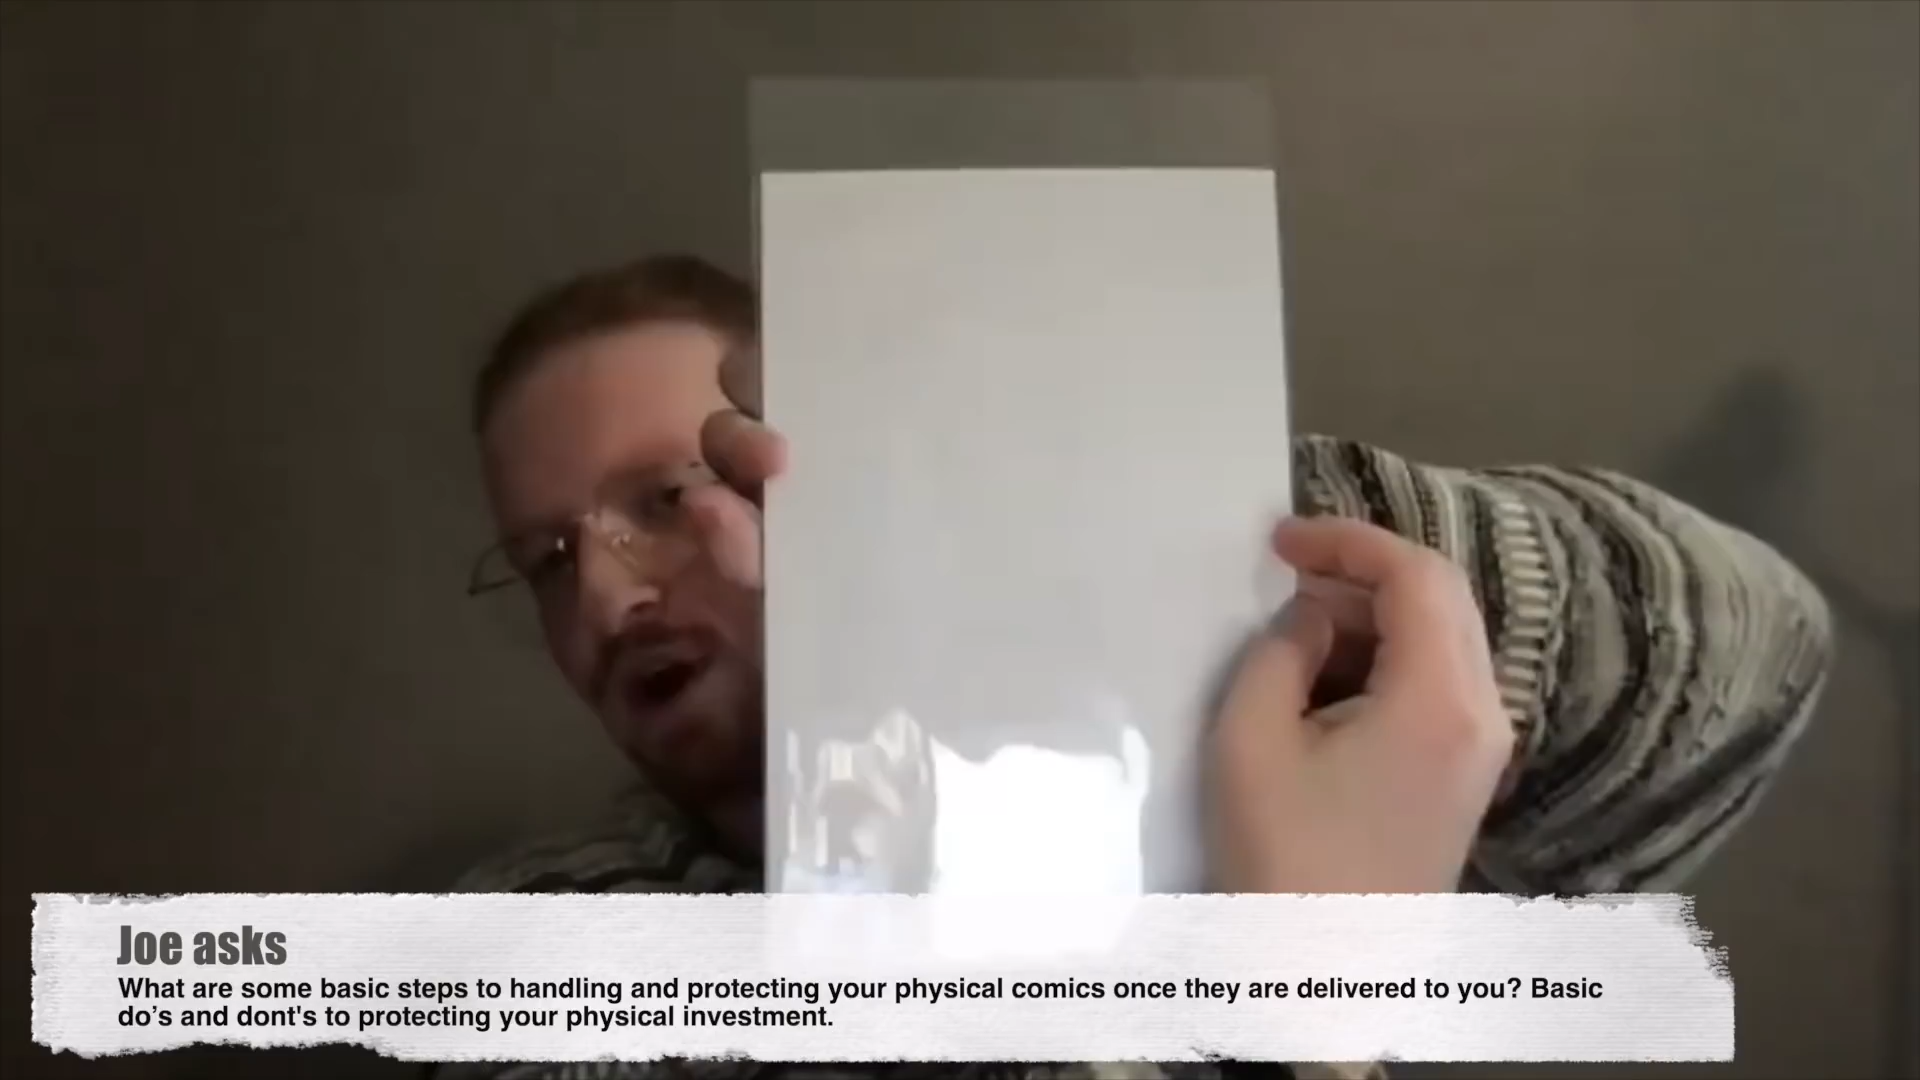 Joe asks
What are some basic steps to handling and protecting your physical comics once they are delivered to you? Basic
do’s and dont's to protecting your physical investment.